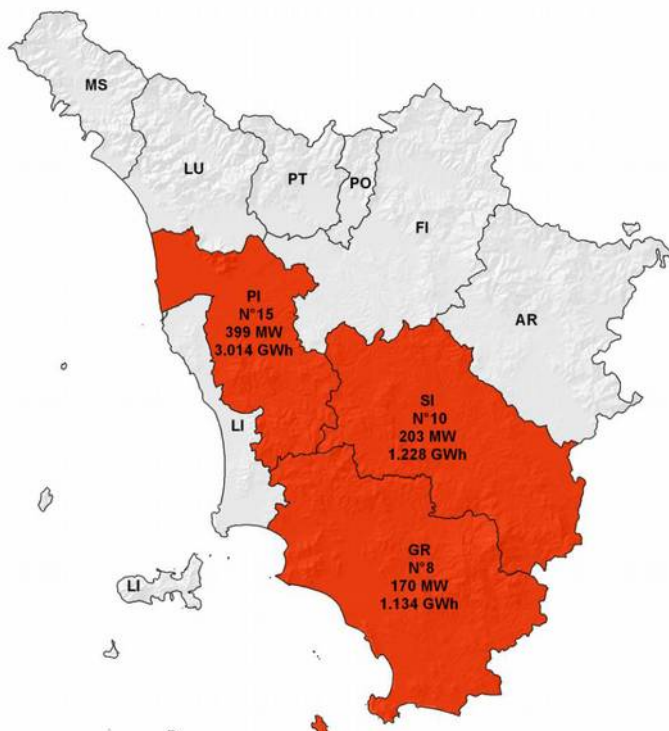 MS
LU
PT
PO
FI
AR
PI
N°15
399 MW
3.014 GWh
SI
N°10
203 MW
1.228 GWh
LI
GR
N°8
170 MW
1.134 GWh
LI